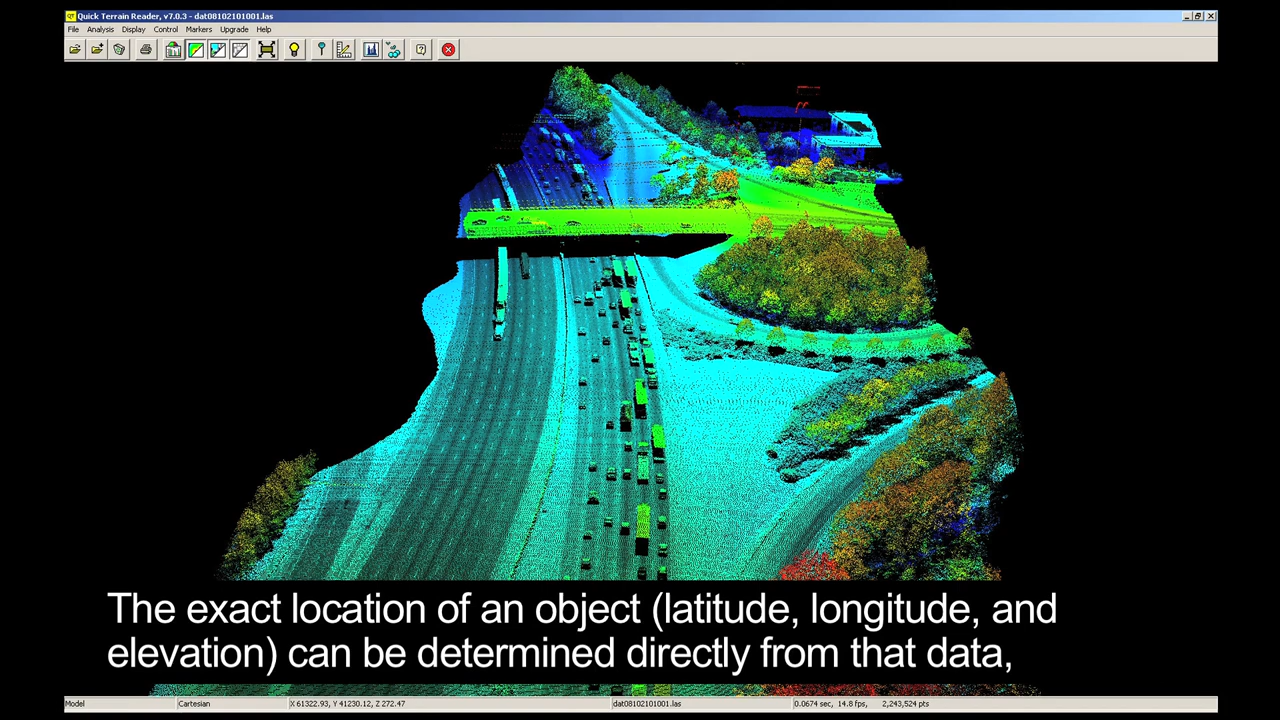 Quick Terrain Reader, v7.0.3 - dat08102101001.las
File Analysis Display Control Markers Upgrade Help
The exact location of an object (latitude, longitude, and
elevation) can be determined directly from that data,
Model Cartesian X 61322.93, Y 41230.12, Z 272.47 dat08102101001.las 0.0674 sec, 14.8 fps, 2,243,524 pts